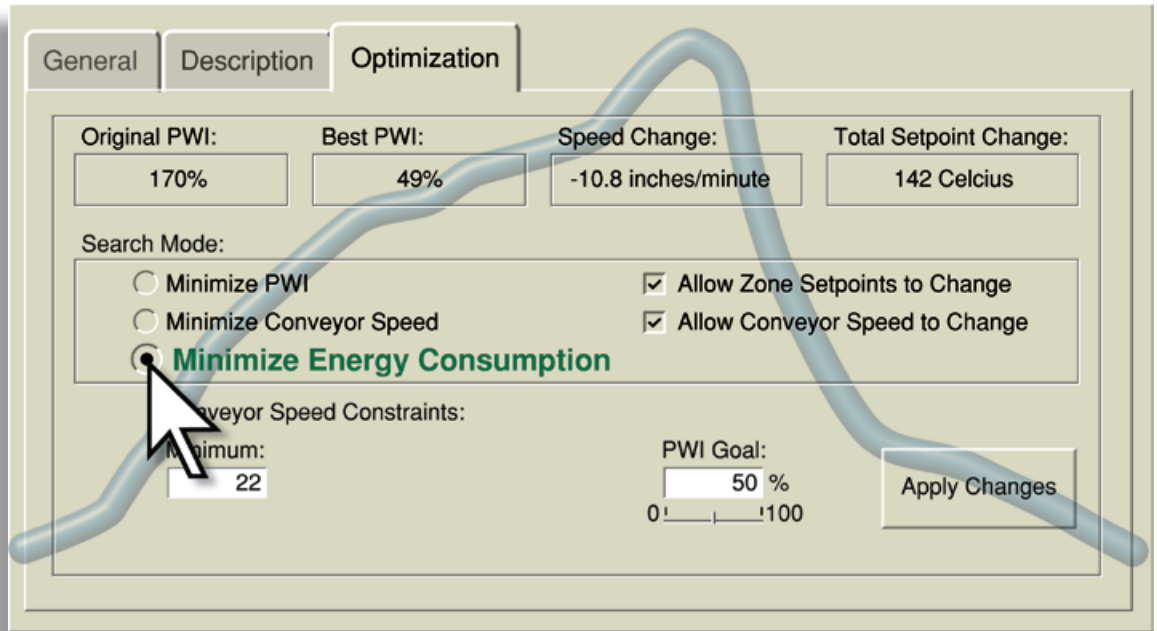 General Description Optimization
Original PWI: Best PWI: Speed Change: Total Setpoint Change:
170% 49% -10.8 inches/minute 142 Celcius
Search Mode:
Minimize PWI Allow Zone Setpoints to Change
Minimize Conveyor Speed Allow Conveyor Speed to Change
Minimize Energy Consumption
Speed Constraints:
PWI Goal:
22 50 % Apply Changes
0 100